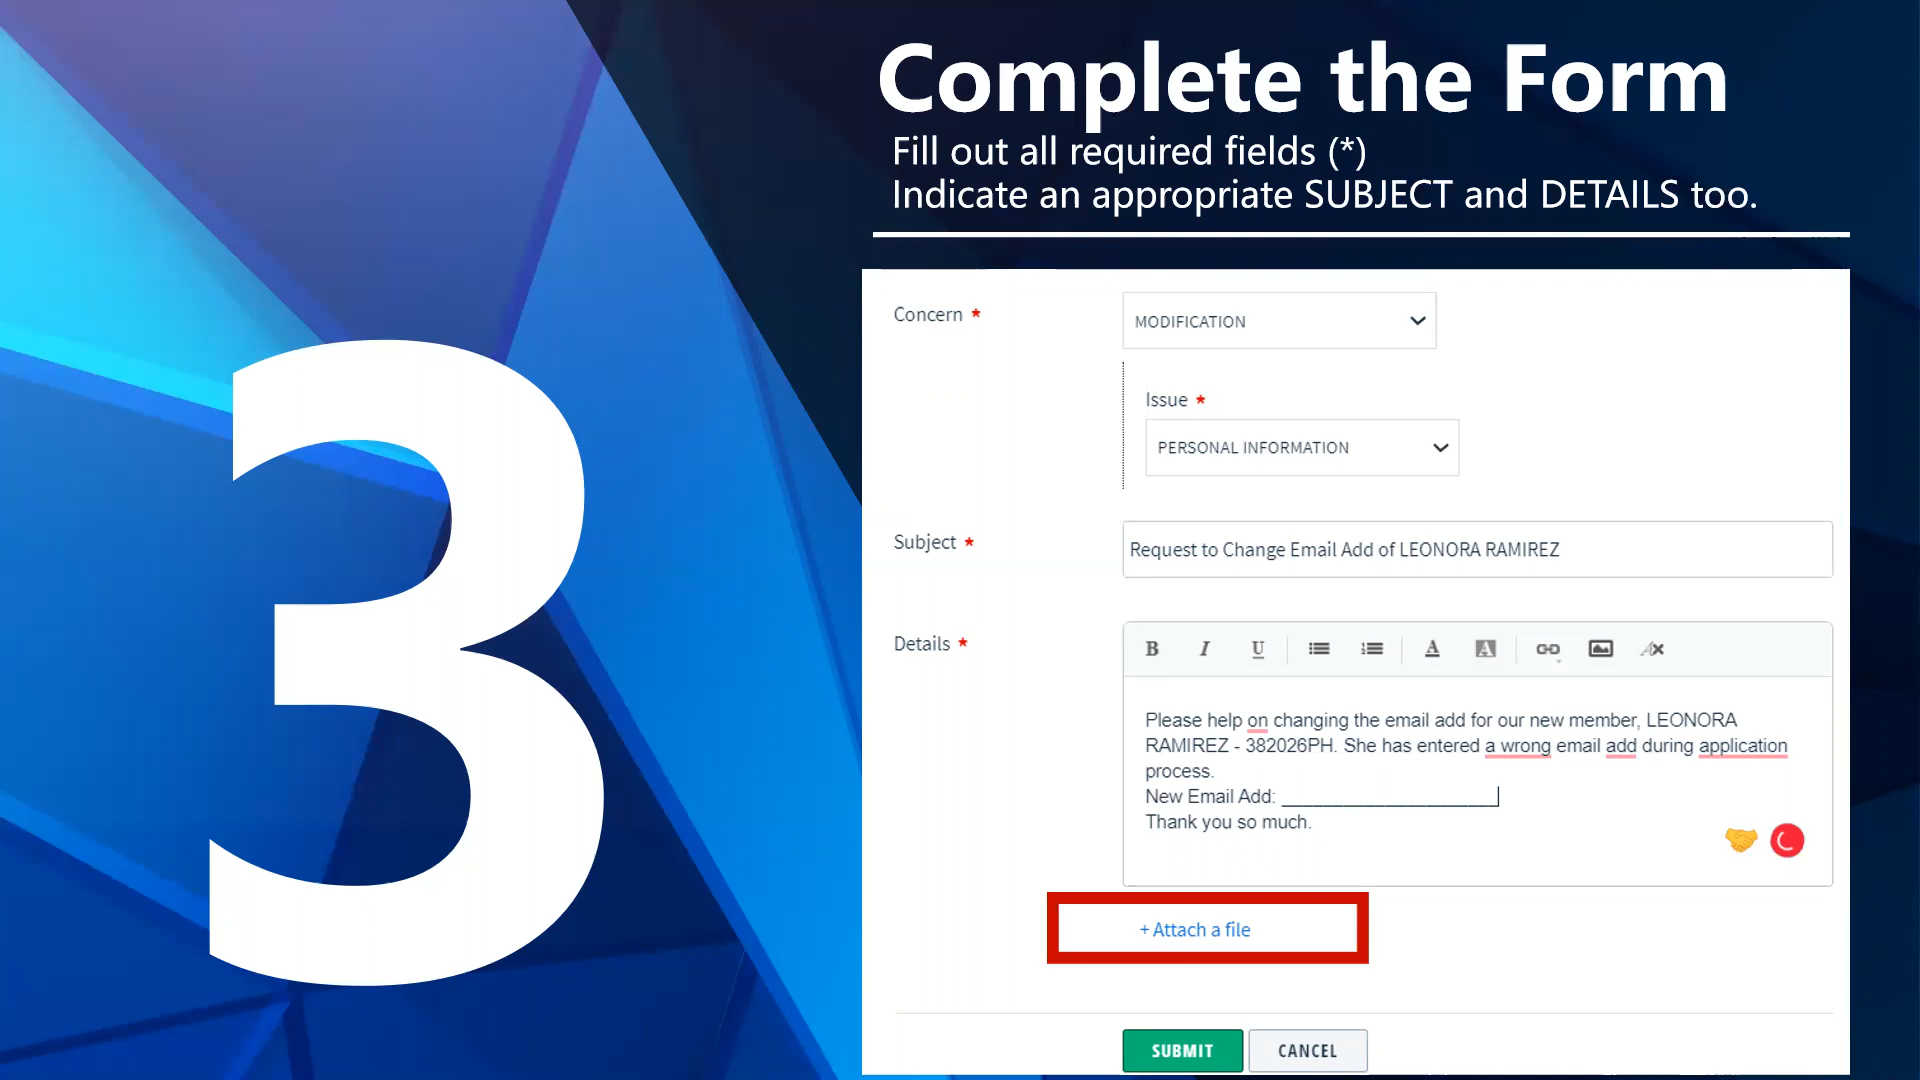 Complete the Form
Fill out all required fields (*)
Indicate an appropriate SUBJECT and DETAILS too.
3
Concern *
MODIFICATION
Issue *
PERSONAL INFORMATION
Subject *
Request to Change Email Add of LEONORA RAMIREZ
Details *
B I U A A
Please help on changing the email add for our new member, LEONORA
RAMIREZ - 382026PH. She has entered a wrong email add during application
process.
New Email Add: ____________________
Thank you so much.
+ Attach a file
SUBMIT CANCEL